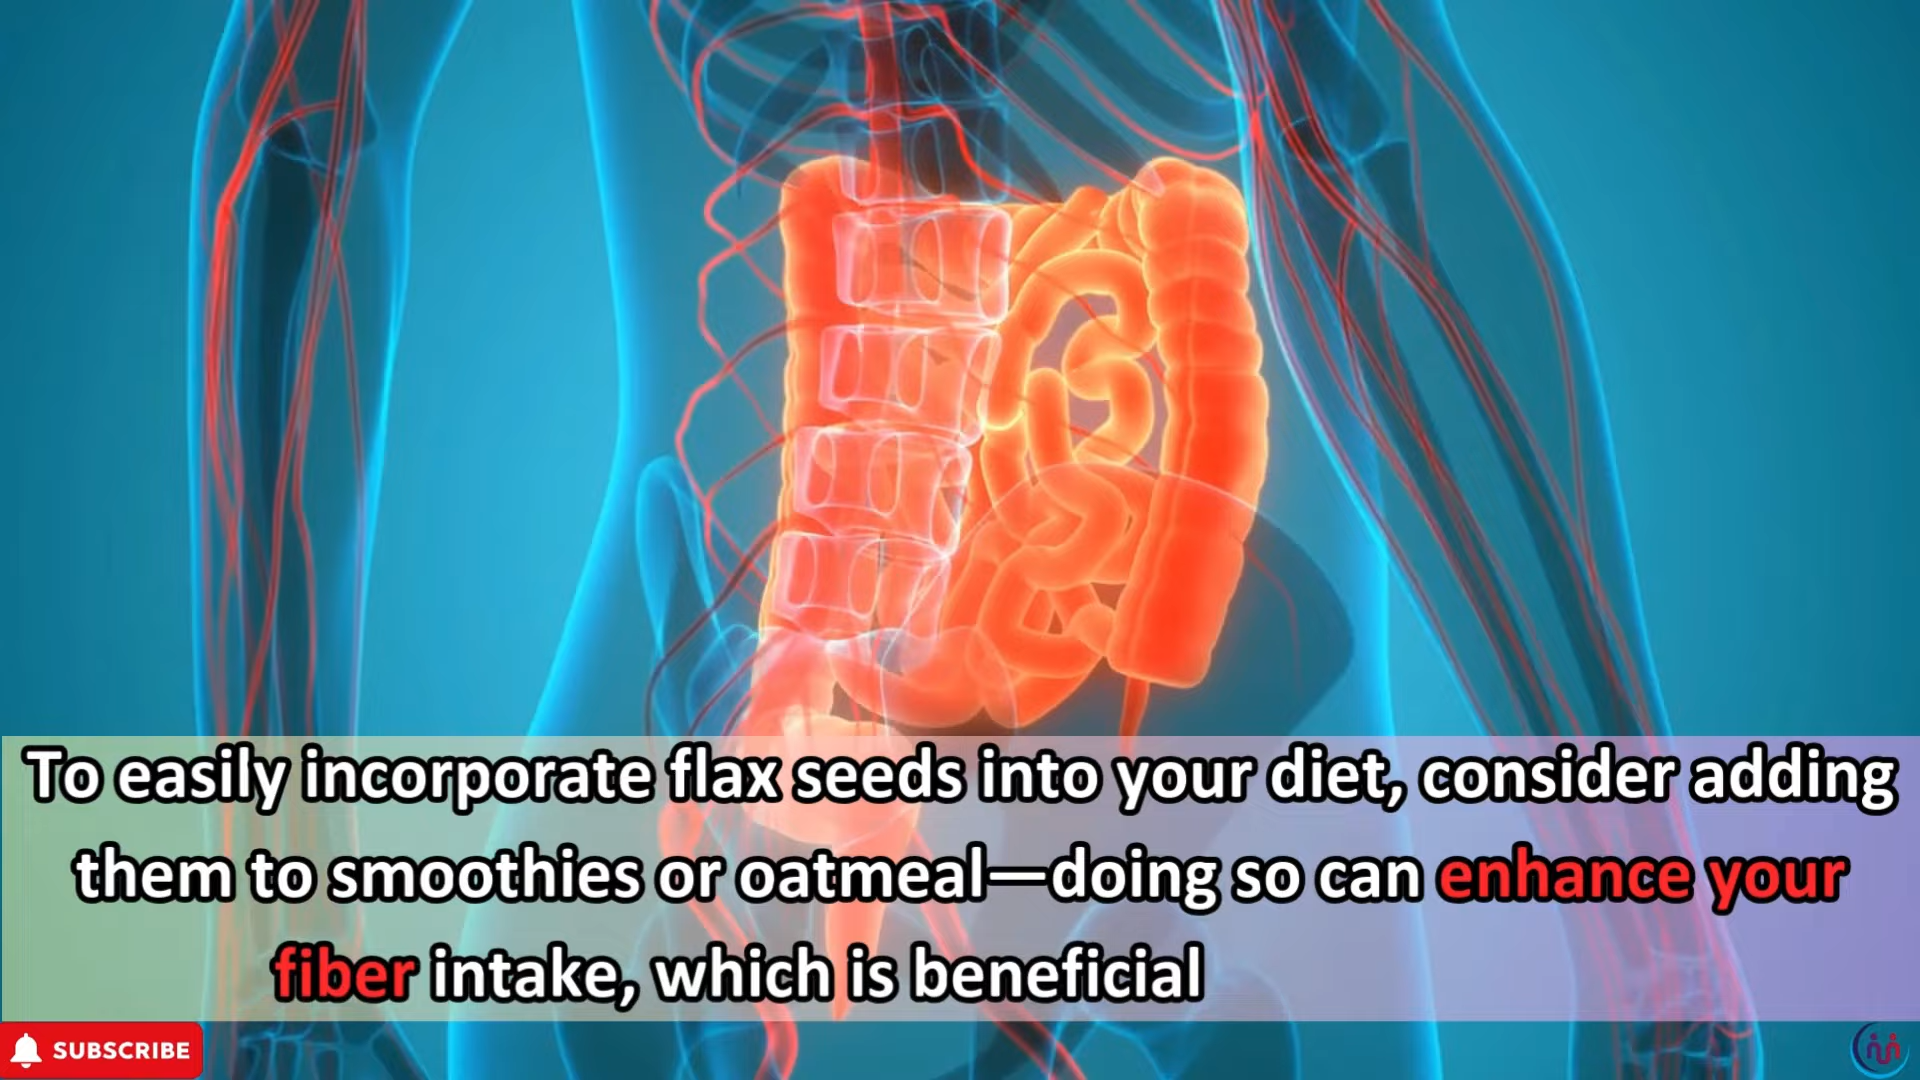 To easily incorporate flax seeds into your diet, consider adding
them to smoothies or oatmeal—doing so can enhance your
fiber intake, which is beneficial
SUBSCRIBE